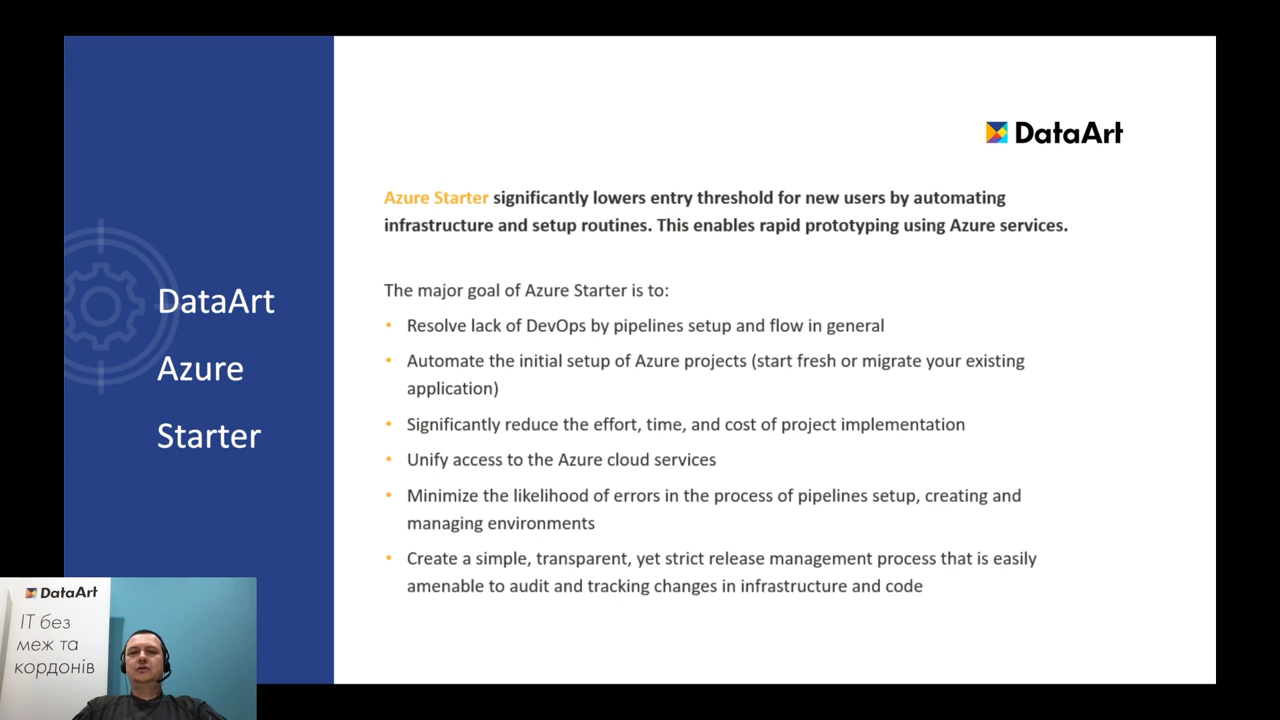 DataArt
Azure Starter significantly lowers entry threshold for new users by automating
infrastructure and setup routines. This enables rapid prototyping using Azure services.
DataArt
Azure
Starter
The major goal of Azure Starter is to:
• Resolve lack of DevOps by pipelines setup and flow in general
• Automate the initial setup of Azure projects (start fresh or migrate your existing
application)
• Significantly reduce the effort, time, and cost of project implementation
• Unify access to the Azure cloud services
• Minimize the likelihood of errors in the process of pipelines setup, creating and
managing environments
• Create a simple, transparent, yet strict release management process that is easily
amenable to audit and tracking changes in infrastructure and code
DataArt
ІТ без
меж та
кордонів